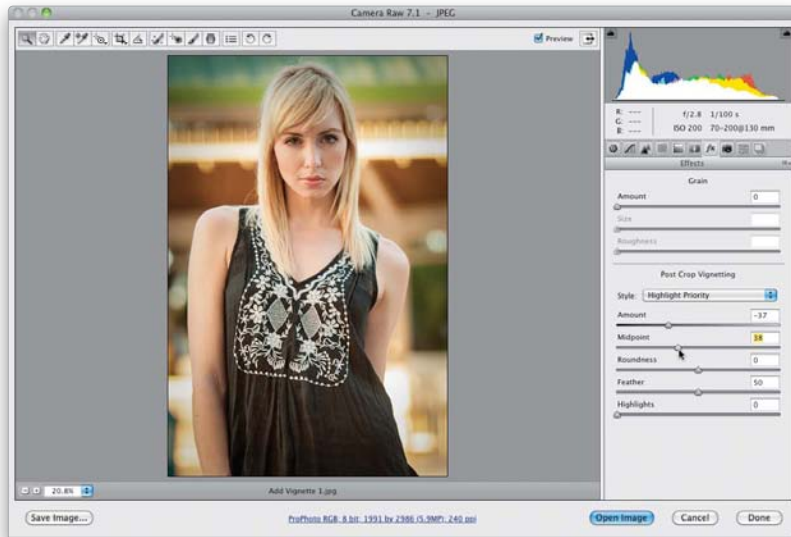 Camera Raw 7.1 - JPEG
Preview
R: ---
G: ---
B: ---
f/2.8 1/100 s
ISO 200 70-200@130 mm
fx
Effects
Grain
Amount 0
Size
Roughness
Post Crop Vignetting
Style: Highlight Priority
Amount -37
Midpoint 38
Roundness 0
Feather 50
Highlights 0
20.8%
Add Vignette 1.jpg
Save Image...
ProPhoto RGB; 8 bit; 1991 by 2986 (5.9MP); 240 ppi
Open Image
Cancel
Done